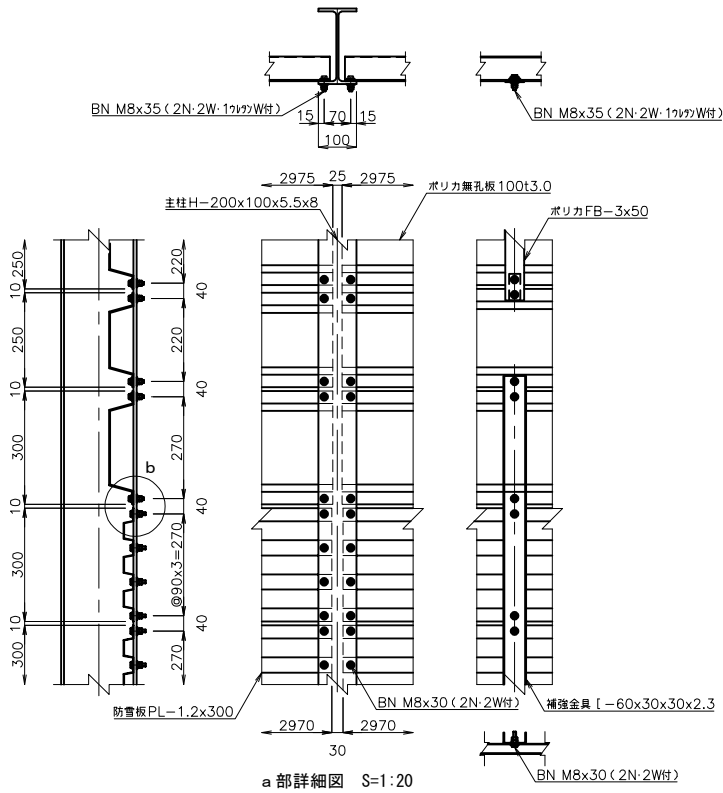 BN M8x35(2N·2W·1ウレタンW付)
BN M8x35(2N·2W·1ウレタンW付)
15 70 15
100
2975 25 2975
主柱H-200x100x5.5x8
ポリカ無孔板100t3.0
ポリカFB-3x50
250
10
250
10
300
10
300
10
300
220
40
220
40
270
40
@90x3=270
40
270
b
防雪板PL-1.2x300
2970 2970
30
BN M8x30(2N·2W付)
補強金具 [-60x30x30x2.3
BN M8x30(2N·2W付)
a部詳細図 S=1:20